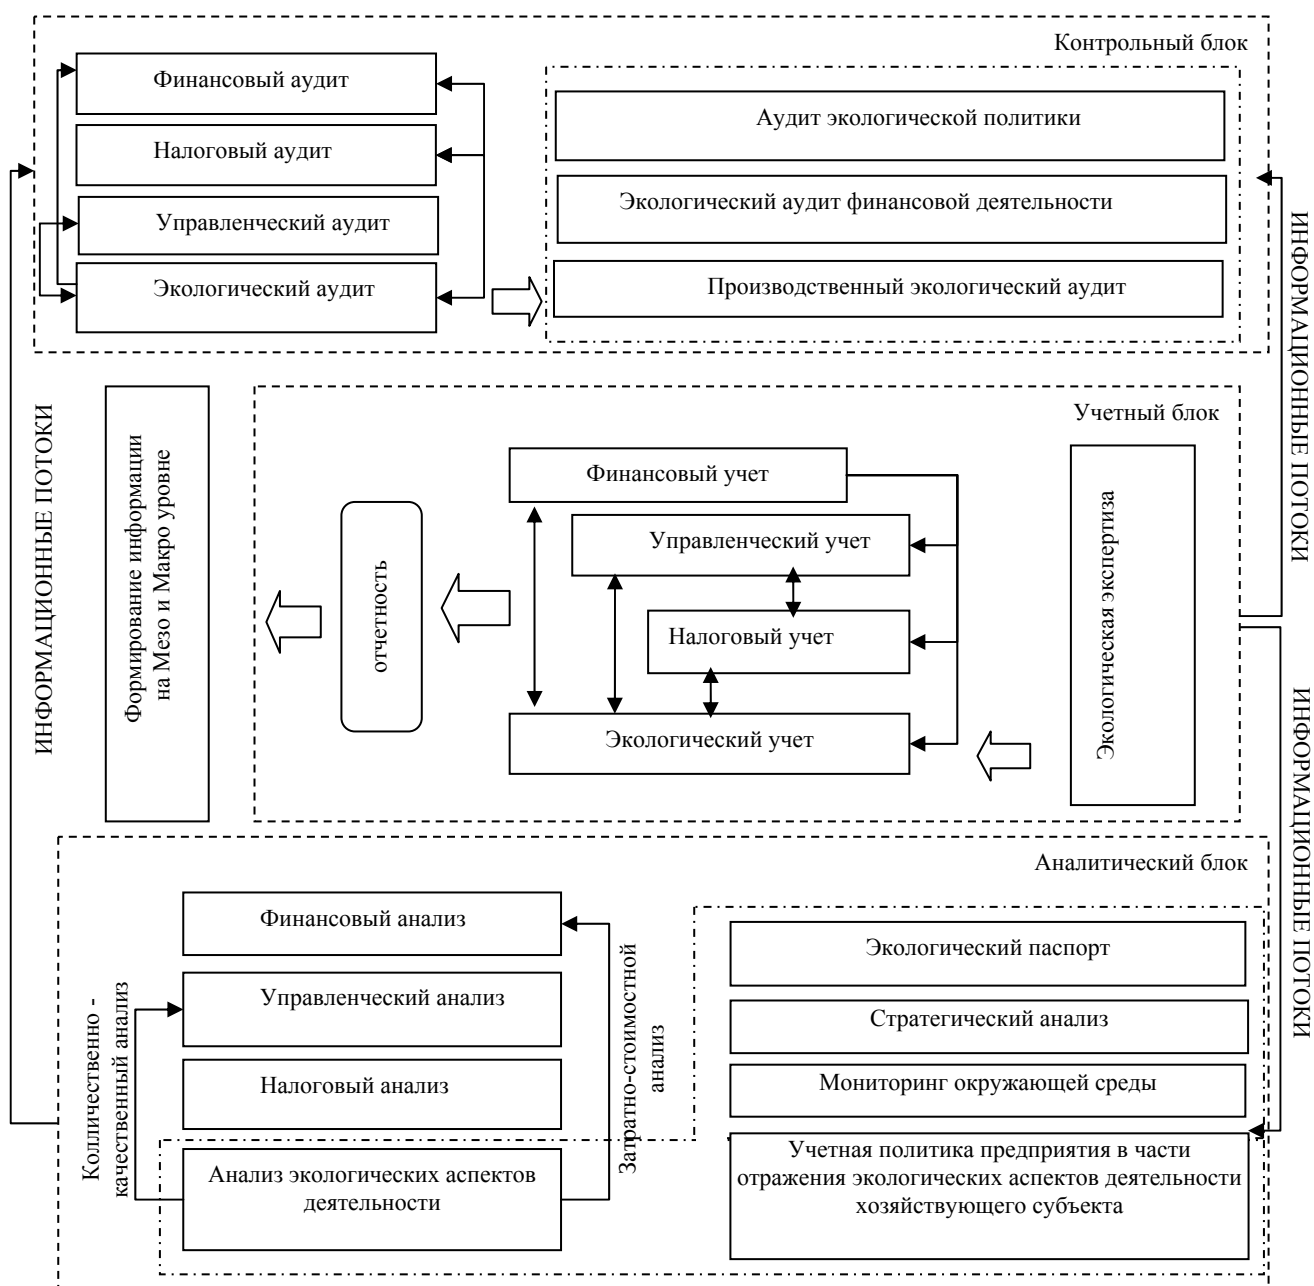 Контрольный блок
Финансовый аудит
Налоговый аудит
Управленческий аудит
Экологический аудит
Аудит экологической политики
Экологический аудит финансовой деятельности
Производственный экологический аудит
ИНФОРМАЦИОННЫЕ ПОТОКИ
ИНФОРМАЦИОННЫЕ ПОТОКИ
Формирование информации
на Мезо и Макро уровне
Учетный блок
отчетность
Финансовый учет
Управленческий учет
Налоговый учет
Экологический учет
Экологическая экспертиза
ИНФОРМАЦИОННЫЕ ПОТОКИ
Аналитический блок
Колличественно -
качественный анализ
Финансовый анализ
Управленческий анализ
Налоговый анализ
Анализ экологических аспектов
деятельности
Затратно-стоимостной
анализ
Экологический паспорт
Стратегический анализ
Мониторинг окружающей среды
Учетная политика предприятия в части
отражения экологических аспектов деятельности
хозяйствующего субъекта